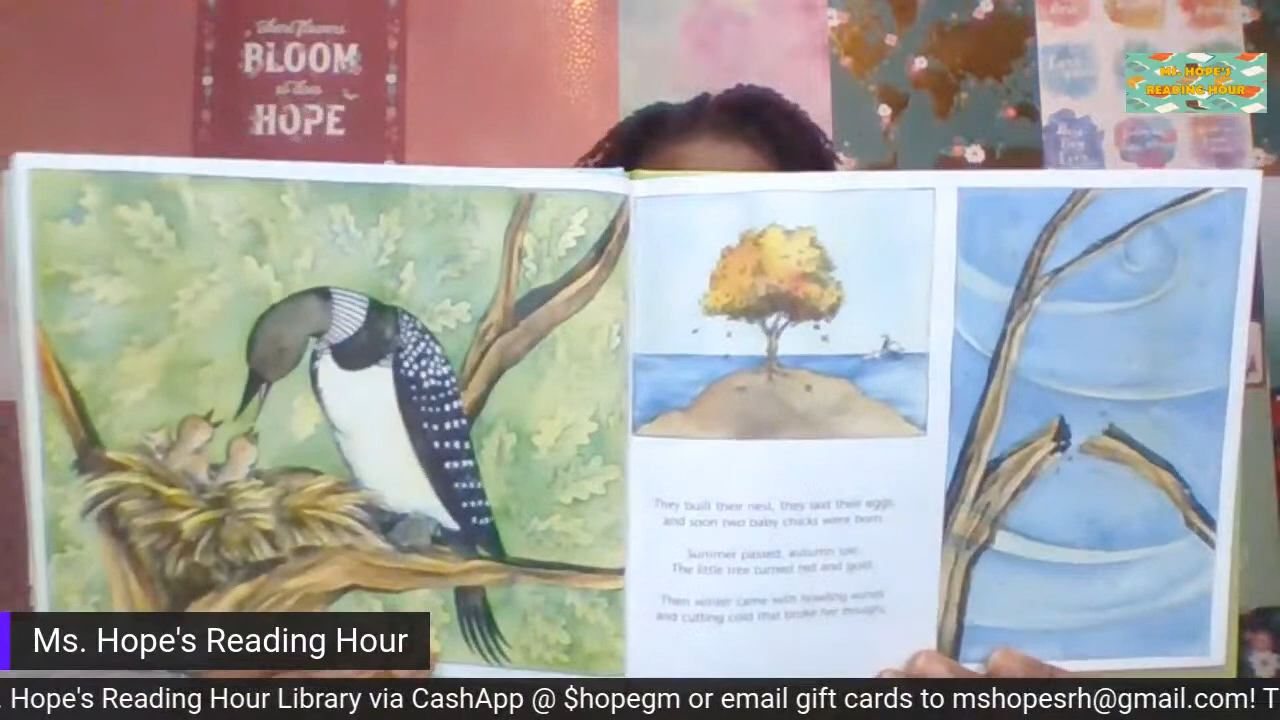 Where flowers
BLOOM
so does
HOPE
MS. HOPE'S
READING HOUR
They built their nest, they laid their eggs,
and soon two baby chicks were born.
Summer passed, autumn
The little tree turned red and gold.
Then winter came with howling winds
and cutting cold that broke her boughs.
Ms. Hope's Reading Hour
. Hope's Reading Hour Library via CashApp @ $hopegm or email gift cards to mshopesrh@gmail.com! T